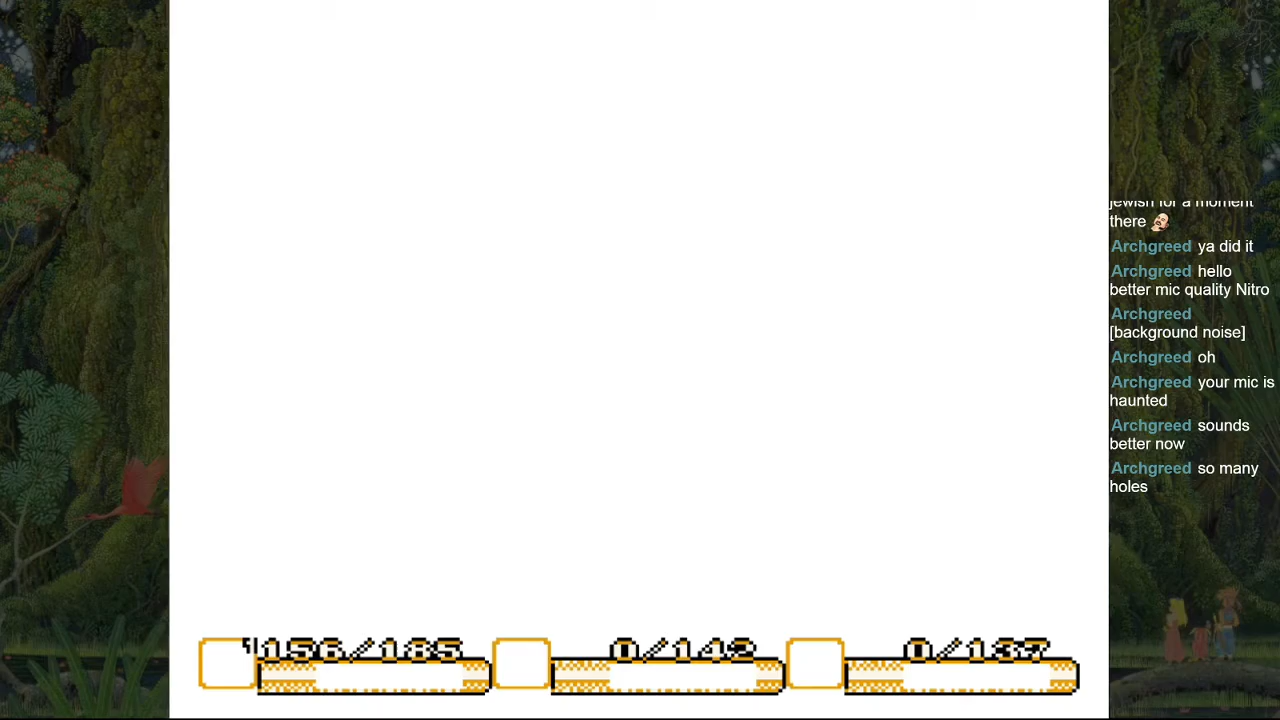 jewish for a moment
there
Archgreed ya did it
Archgreed hello
better mic quality Nitro
Archgreed
[background noise]
Archgreed oh
Archgreed your mic is
haunted
Archgreed sounds
better now
Archgreed so many
holes
156/185 0/142 0/137